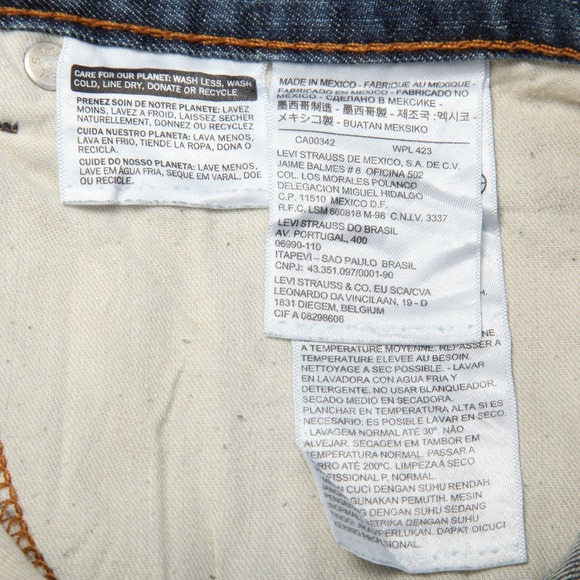 CARE FOR OUR PLANET: WASH LESS, WASH
COLD, LINE DRY, DONATE OR RECYCLE.
PRENEZ SOIN DE NOTRE PLANETE: LAVEZ
MOINS, LAVEZ A FROID, LAISSEZ SECHER
NATURELLEMENT, DONNEZ OU RECYCLEZ
CUIDA NUESTRO PLANETA: LAVA MENOS,
LAVA EN FRIO, TIENDE LA ROPA, DONA O
RECICLA.
CUIDE DO NOSSO PLANETA: LAVE MENOS,
LAVE EM ÁGUA FRIA, SEQUE EM VARAL, DOE
OU RECICLE.
MADE IN MEXICO - FABRIQUE AU MEXIQUE -
FABRICADO EN MEXICO - FABRICADO NO
MEXICO - СДЕЛАНО В МЕКСИКЕ -
墨西哥制造 - 墨西哥製 - 제조국 :멕시코 -
メキシコ製 - BUATAN MEKSIKO
CA00342 WPL 423
LEVI STRAUSS DE MEXICO, S.A. DE C.V.
JAIME BALMES # 8 OFICINA 502
COL. LOS MORALES POLANCO
DELEGACION MIGUEL HIDALGO
C.P. 11510 MEXICO D.F.
R.F.C. LSM 660818 M-98 C.N.I.V. 3337
LEVI STRAUSS DO BRASIL
AV. PORTUGAL, 400
06990-110
ITAPEVI – SAO PAULO BRASIL
CNPJ: 43.351.097/0001-90
LEVI STRAUSS & CO. EU SCA/CVA
LEONARDO DA VINCILAAN, 19 - D
1831 DIEGEM, BELGIUM
CIF A 08298606
A TEMPERATURE MOYENNE. REPASSER A
TEMPERATURE ELEVEE AU BESOIN.
NETTOYAGE A SEC POSSIBLE. - LAVAR
EN LAVADORA CON AGUA FRIA Y
DETERGENTE. NO USAR BLANQUEADOR.
SECADO MEDIO EN SECADORA.
PLANCHAR EN TEMPERATURA ALTA SI ES
NECESARIO. ES POSIBLE LAVAR EN SECO.
- LAVAGEM NORMAL ATÉ 30°. NÃO
ALVEJAR. SECAGEM EM TAMBOR EM
TEMPERATURA NORMAL. PASSAR A
ATÉ 200°C. LIMPEZA À SECO
P. NORMAL.
CUCI DENGAN SUHU RENDAH.
PEMUTIH. MESIN
DENGAN SUHU SEDANG
DENGAN SUHU
DAPAT DICUCI